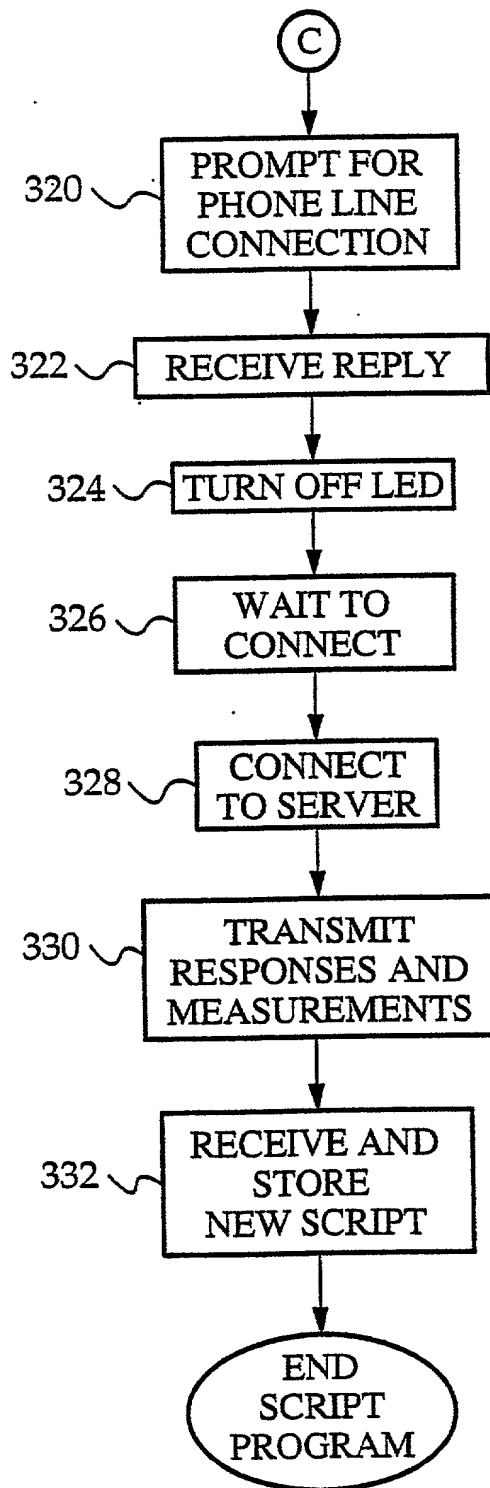 C
320
PROMPT FOR
PHONE LINE
CONNECTION
322
RECEIVE REPLY
324
TURN OFF LED
326
WAIT TO
CONNECT
328
CONNECT
TO SERVER
330
TRANSMIT
RESPONSES AND
MEASUREMENTS
332
RECEIVE AND
STORE
NEW SCRIPT
END
SCRIPT
PROGRAM